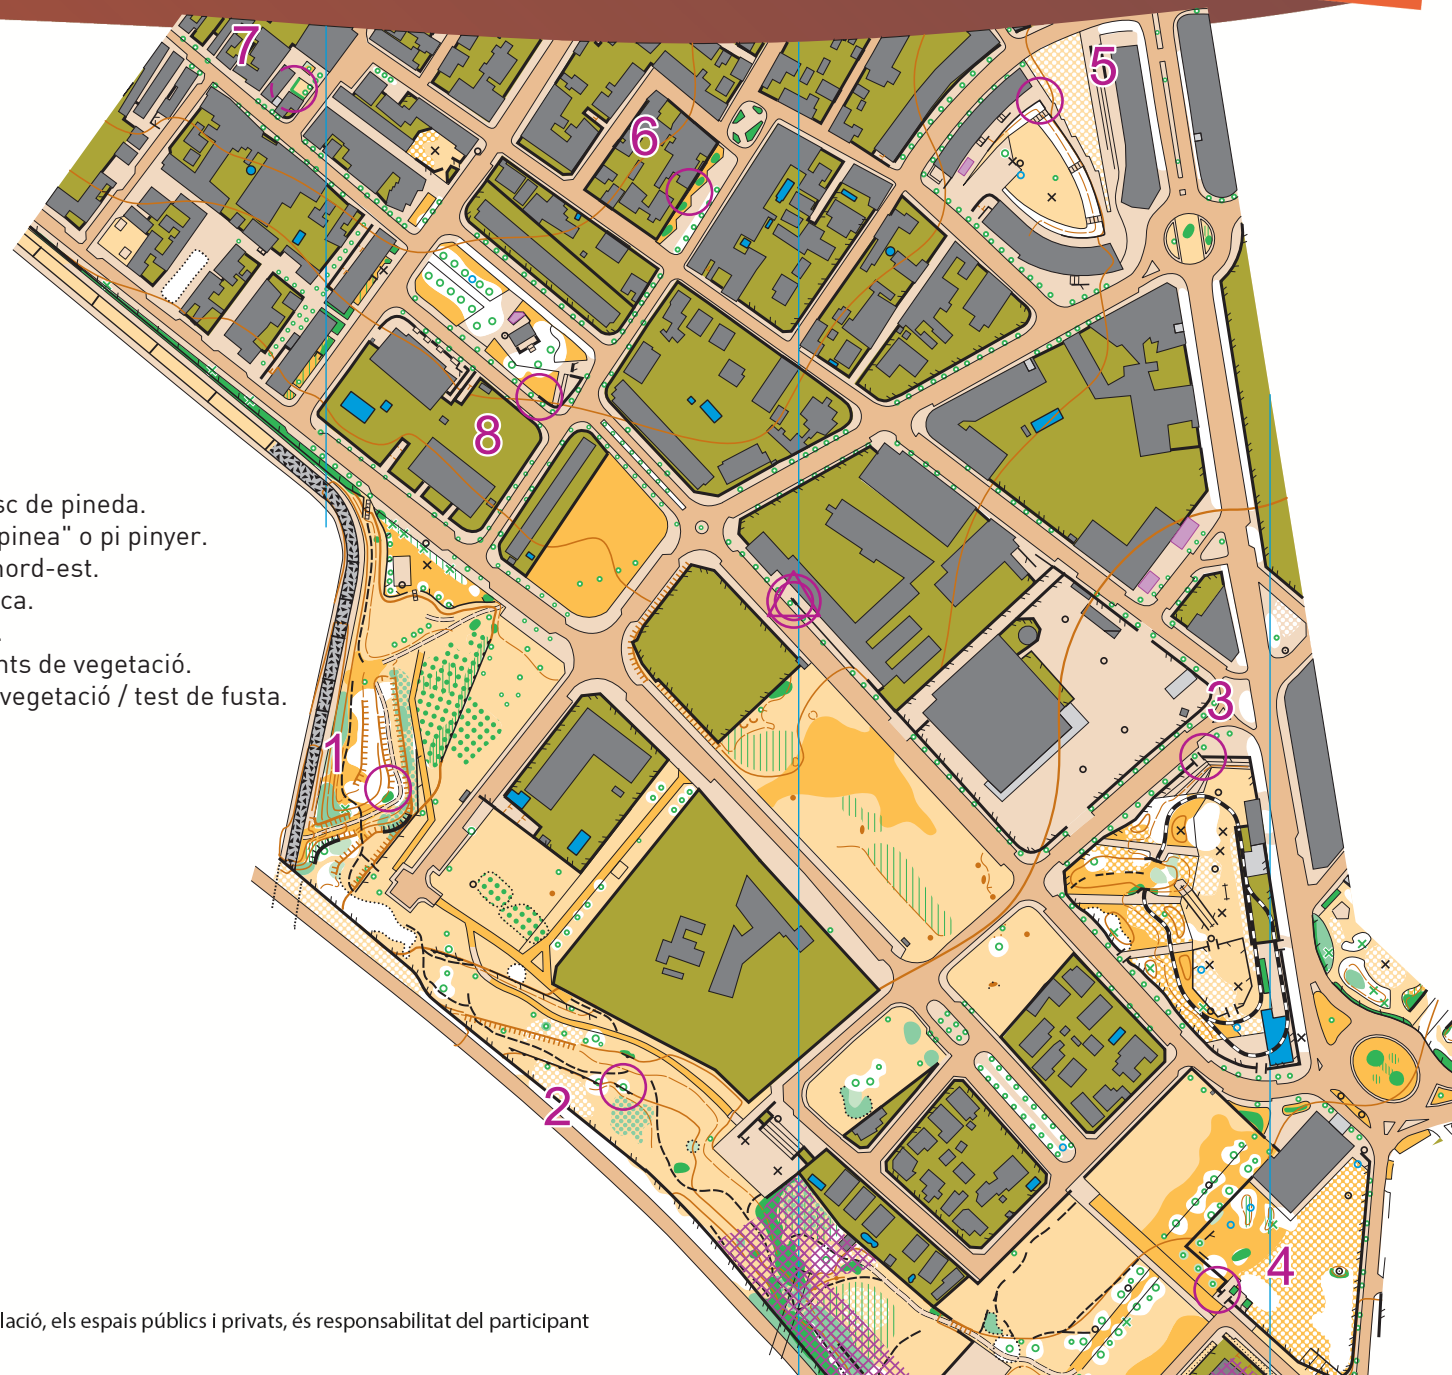 7
5
6
8
sc de pineda.
pinea" o pi pinyer.
nord-est.
ca.
.
nts de vegetació.
vegetació / test de fusta.
3
1
2
4
lació, els espais públics i privats, és responsabilitat del participant